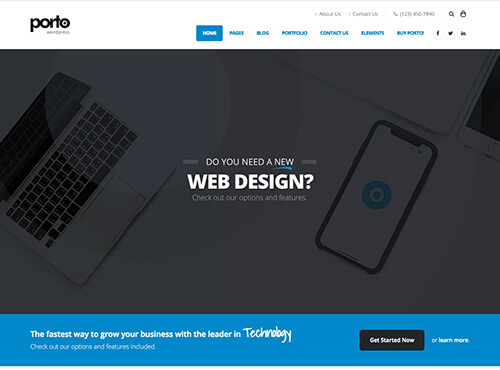 About Us
Contact Us
(123) 456-7890
porto
wordpress
HOME PAGES BLOG PORTFOLIO CONTACT US ELEMENTS BUY PORTO!
DO YOU NEED A NEW
WEB DESIGN?
Check out our options and features.
The fastest way to grow your business with the leader in Technology
Check out our options and features included.
Get Started Now
or learn more.